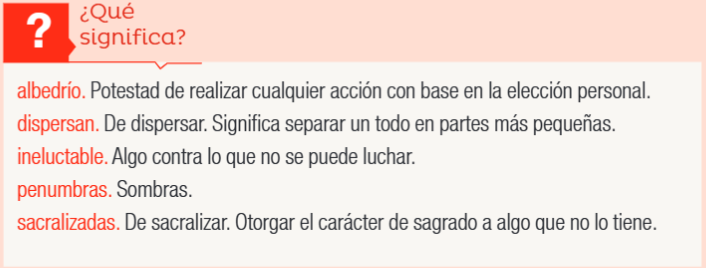 ?
¿Qué
significa?
albedrío. Potestad de realizar cualquier acción con base en la elección personal.
dispersan. De dispersar. Significa separar un todo en partes más pequeñas.
ineluctable. Algo contra lo que no se puede luchar.
penumbras. Sombras.
sacralizadas. De sacralizar. Otorgar el carácter de sagrado a algo que no lo tiene.